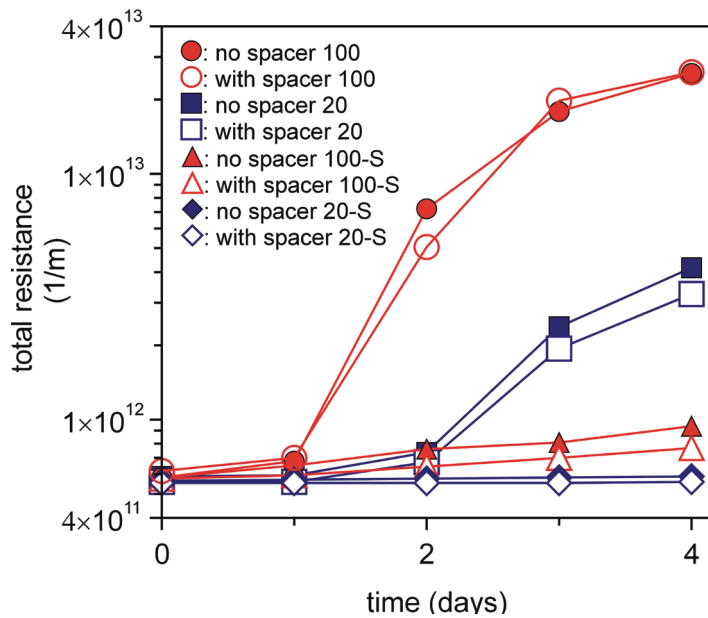 4×10¹³
1×10¹³
1×10¹²
4×10¹¹
total resistance
(1/m)
: no spacer 100
: with spacer 100
: no spacer 20
: with spacer 20
: no spacer 100-S
: with spacer 100-S
: no spacer 20-S
: with spacer 20-S
0
2
4
time (days)